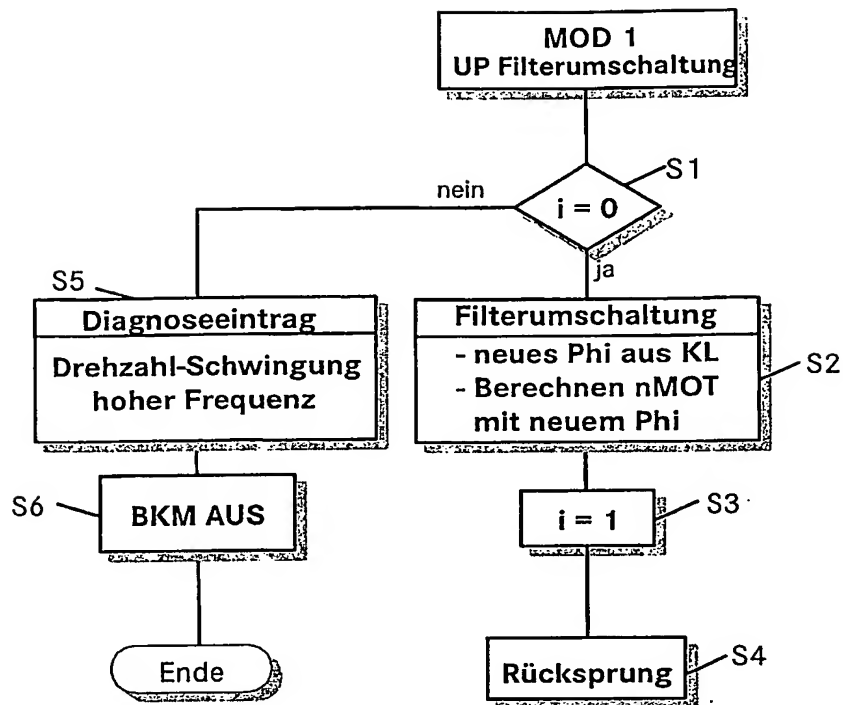 MOD 1
UP Filterumschaltung
S1
nein
i = 0
ja
S5
Diagnoseeintrag
Drehzahl-Schwingung
hoher Frequenz
Filterumschaltung
- neues Phi aus KL
- Berechnen nMOT
mit neuem Phi
S2
S6
BKM AUS
i = 1
S3
Ende
Rücksprung
S4